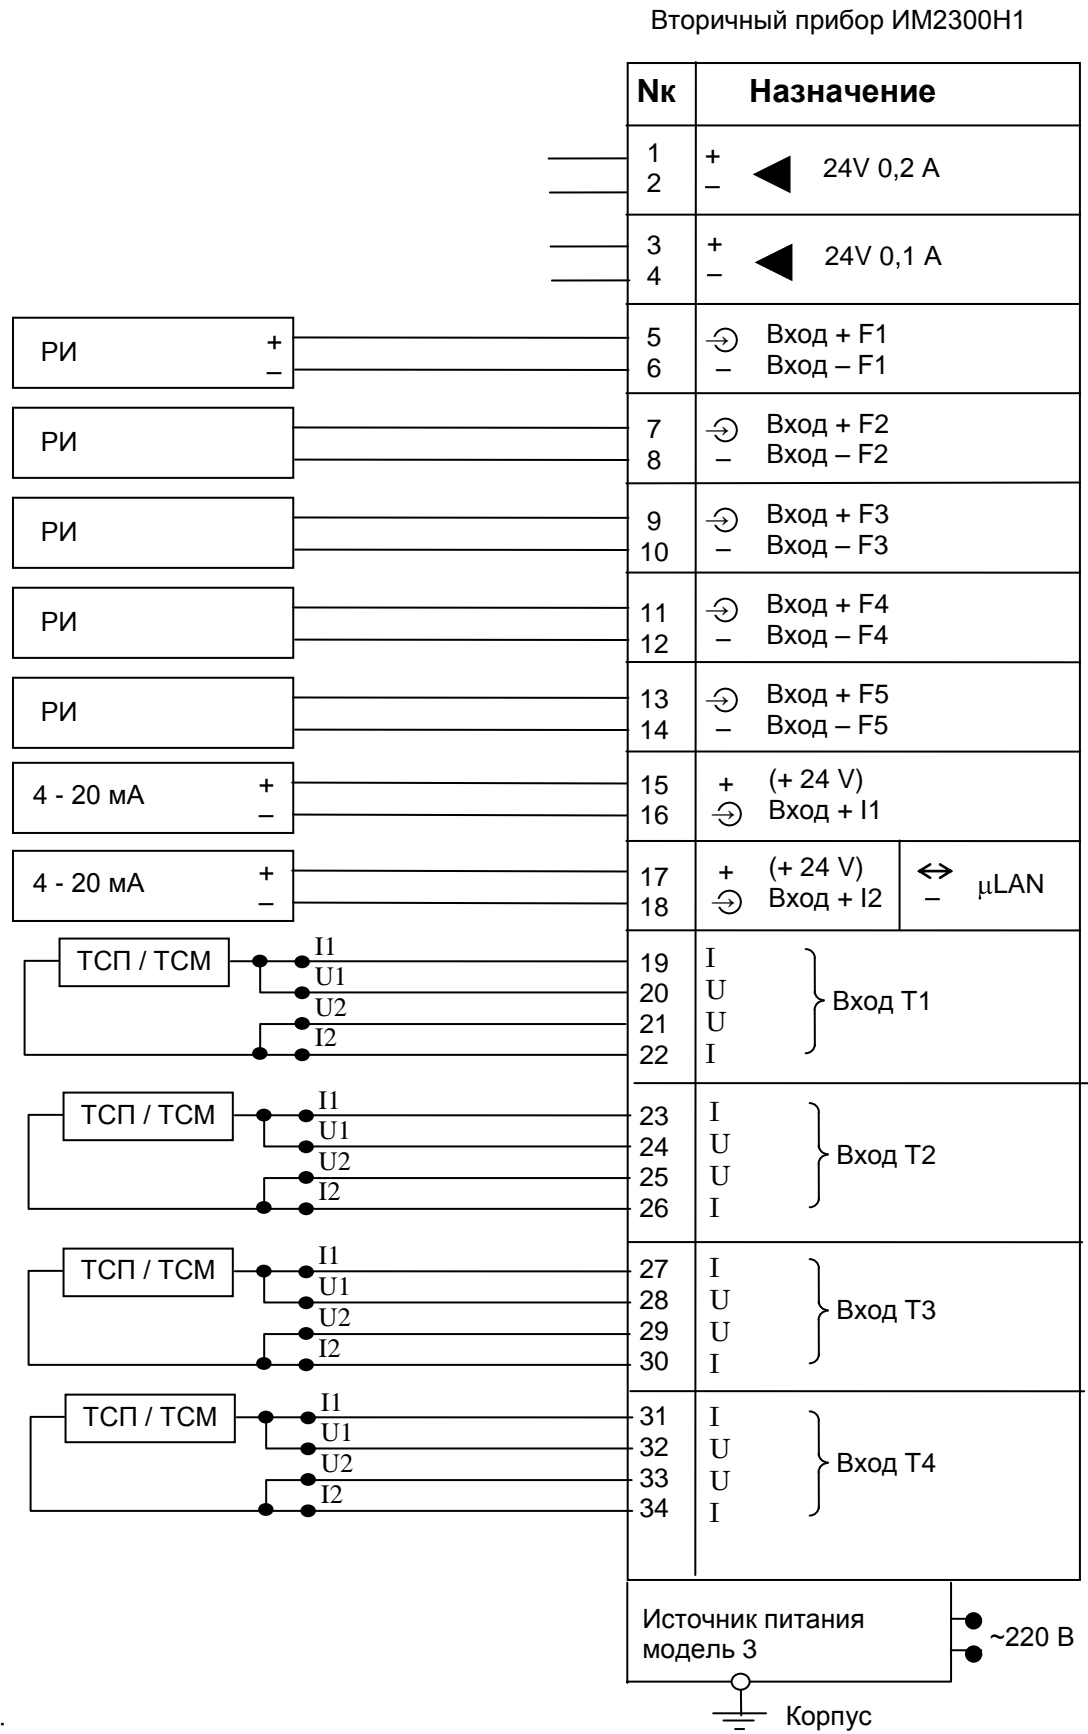 Вторичный прибор ИМ2300Н1
Nк Назначение
1 + 24V 0,2 А
2 –
3 + 24V 0,1 А
4 –
РИ + 5 Вход + F1
– 6 – Вход – F1
РИ 7 Вход + F2
8 – Вход – F2
РИ 9 Вход + F3
10 – Вход – F3
РИ 11 Вход + F4
12 – Вход – F4
РИ 13 Вход + F5
14 – Вход – F5
4 - 20 мА + 15 + (+ 24 V)
– 16 Вход + I1
4 - 20 мА + 17 + (+ 24 V) ↔ μLAN
– 18 Вход + I2 –
ТСП / ТСМ I1 19 I
U1 20 U Вход Т1
U2 21 U
I2 22 I
ТСП / ТСМ I1 23 I
U1 24 U Вход Т2
U2 25 U
I2 26 I
ТСП / ТСМ I1 27 I
U1 28 U Вход Т3
U2 29 U
I2 30 I
ТСП / ТСМ I1 31 I
U1 32 U Вход Т4
U2 33 U
I2 34 I
Источник питания
модель 3
~220 В
Корпус
.